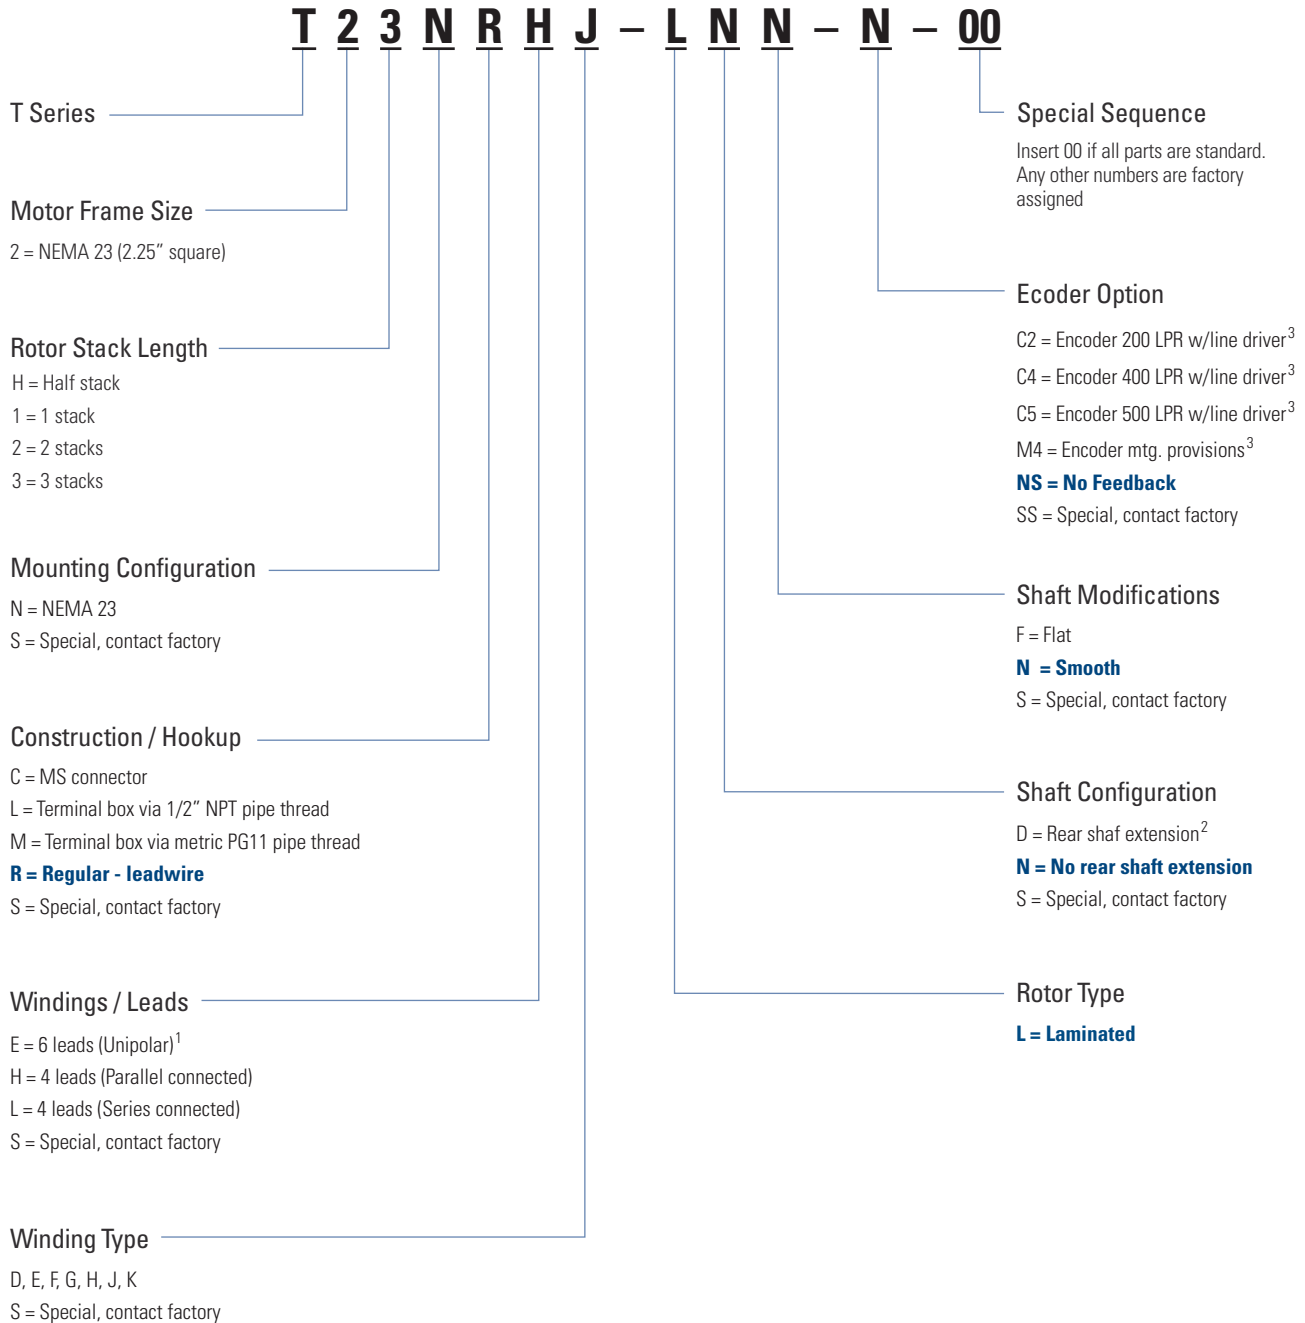 T 2 3 N R H J – L N N – N – 00
T Series
Motor Frame Size
2 = NEMA 23 (2.25” square)
Rotor Stack Length
H = Half stack
1 = 1 stack
2 = 2 stacks
3 = 3 stacks
Mounting Configuration
N = NEMA 23
S = Special, contact factory
Construction / Hookup
C = MS connector
L = Terminal box via 1/2” NPT pipe thread
M = Terminal box via metric PG11 pipe thread
R = Regular - leadwire
S = Special, contact factory
Windings / Leads
E = 6 leads (Unipolar)1
H = 4 leads (Parallel connected)
L = 4 leads (Series connected)
S = Special, contact factory
Winding Type
D, E, F, G, H, J, K
S = Special, contact factory
Special Sequence
Insert 00 if all parts are standard.
Any other numbers are factory
assigned
Ecoder Option
C2 = Encoder 200 LPR w/line driver3
C4 = Encoder 400 LPR w/line driver3
C5 = Encoder 500 LPR w/line driver3
M4 = Encoder mtg. provisions3
NS = No Feedback
SS = Special, contact factory
Shaft Modifications
F = Flat
N = Smooth
S = Special, contact factory
Shaft Configuration
D = Rear shaf extension2
N = No rear shaft extension
S = Special, contact factory
Rotor Type
L = Laminated